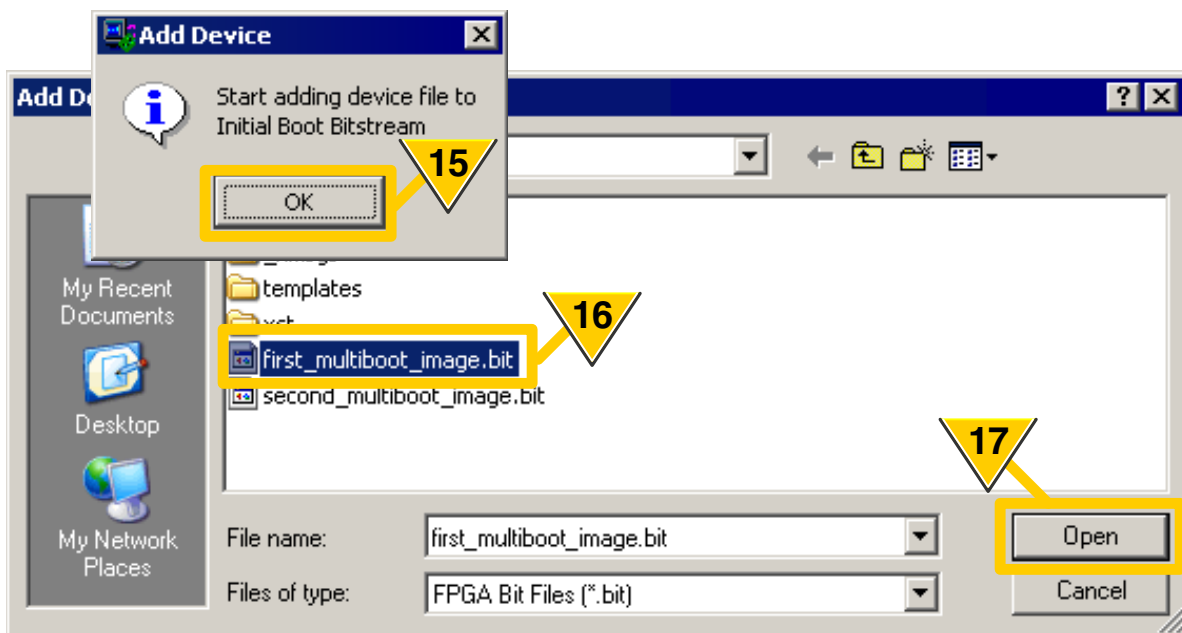 Add Device
Add De
Start adding device file to
Initial Boot Bitstream
15
OK
templates
16
first_multiboot_image.bit
second_multiboot_image.bit
My Recent
Documents
Desktop
My Network
Places
17
File name:
first_multiboot_image.bit
Open
Files of type:
FPGA Bit Files (*.bit)
Cancel